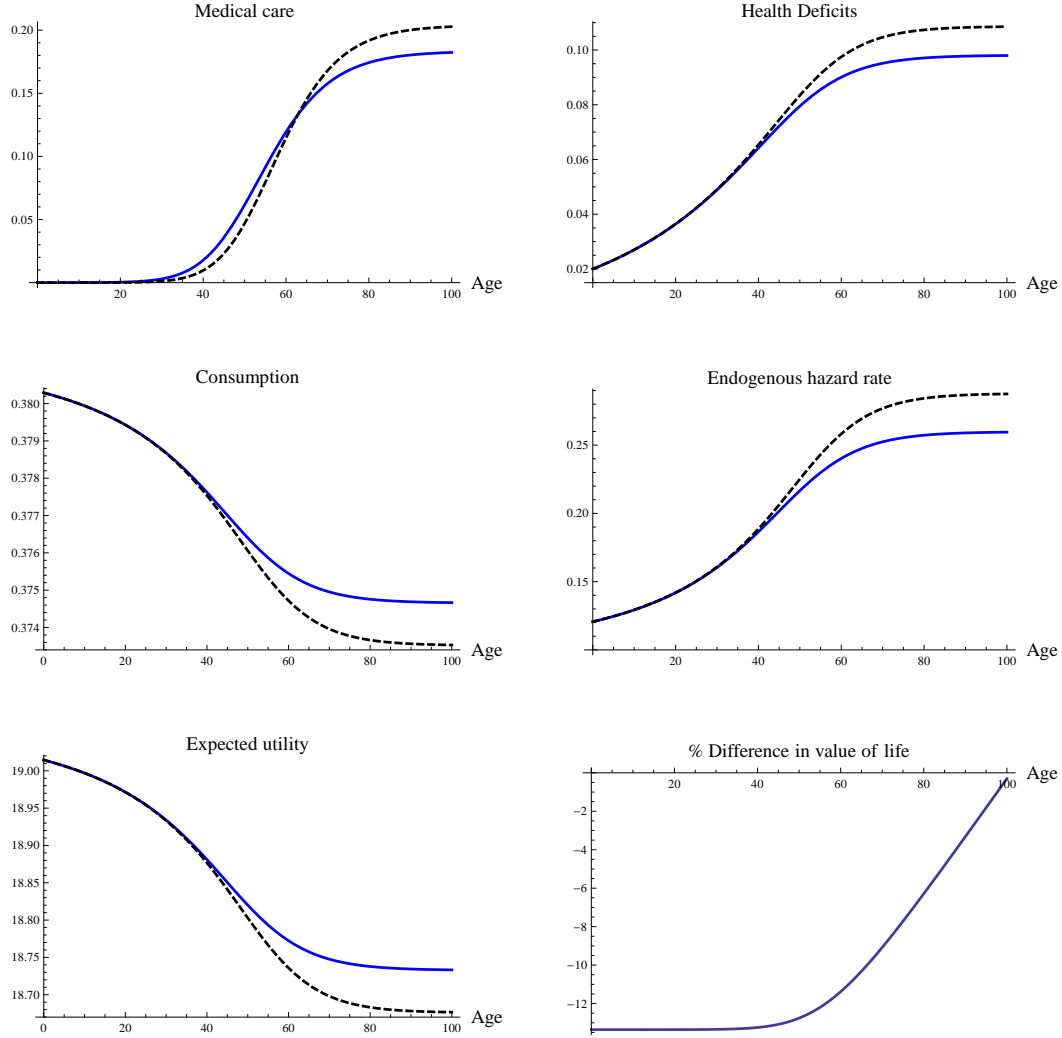 Medical care
0.20
0.15
0.10
0.05
20 40 60 80 100 Age
Health Deficits
0.10
0.08
0.06
0.04
0.02
20 40 60 80 100 Age
Consumption
0.380
0.379
0.378
0.377
0.376
0.375
0.374
0 20 40 60 80 100 Age
Endogenous hazard rate
0.25
0.20
0.15
20 40 60 80 100 Age
Expected utility
19.00
18.95
18.90
18.85
18.80
18.75
18.70
0 20 40 60 80 100 Age
% Difference in value of life
20 40 60 80 100 Age
−2
−4
−6
−8
−10
−12